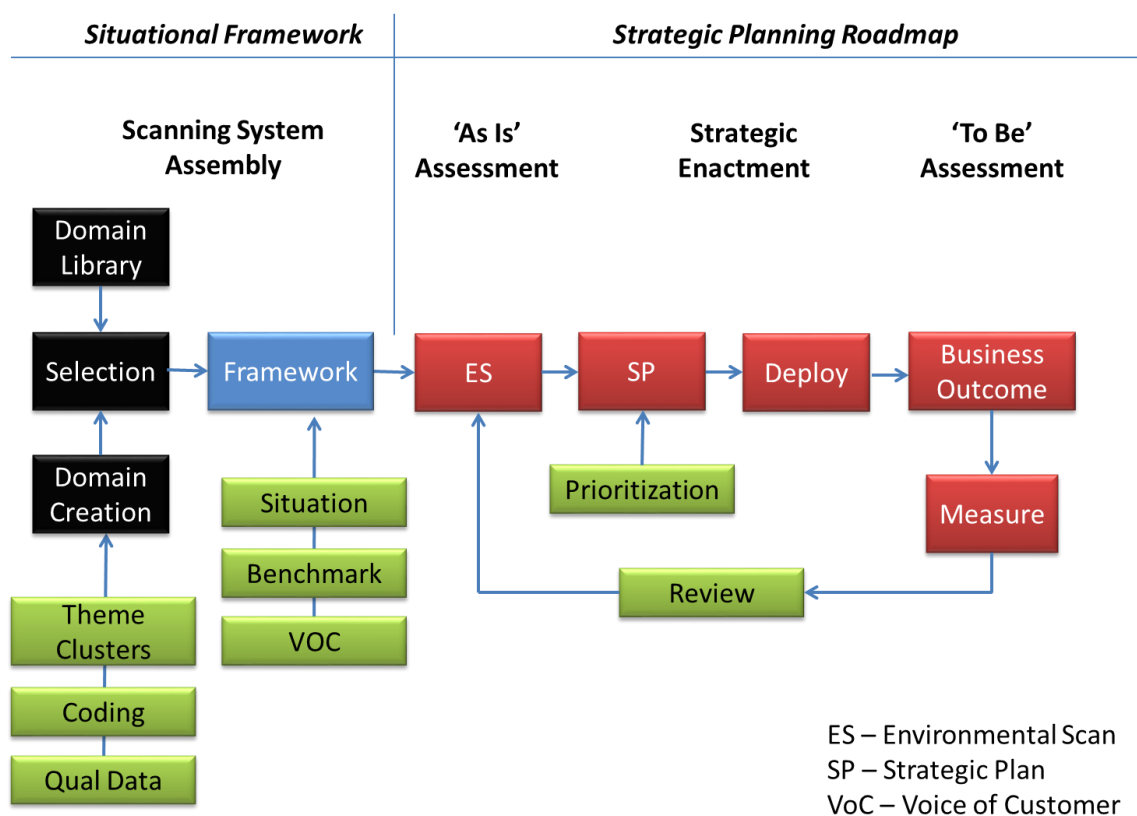 Situational Framework
Strategic Planning Roadmap
Scanning System
Assembly
‘As Is’
Assessment
Strategic
Enactment
‘To Be’
Assessment
Domain
Library
Selection
Framework
ES
SP
Deploy
Business
Outcome
Domain
Creation
Situation
Prioritization
Measure
Benchmark
Review
Theme
Clusters
VOC
Coding
Qual Data
ES – Environmental Scan
SP – Strategic Plan
VoC – Voice of Customer